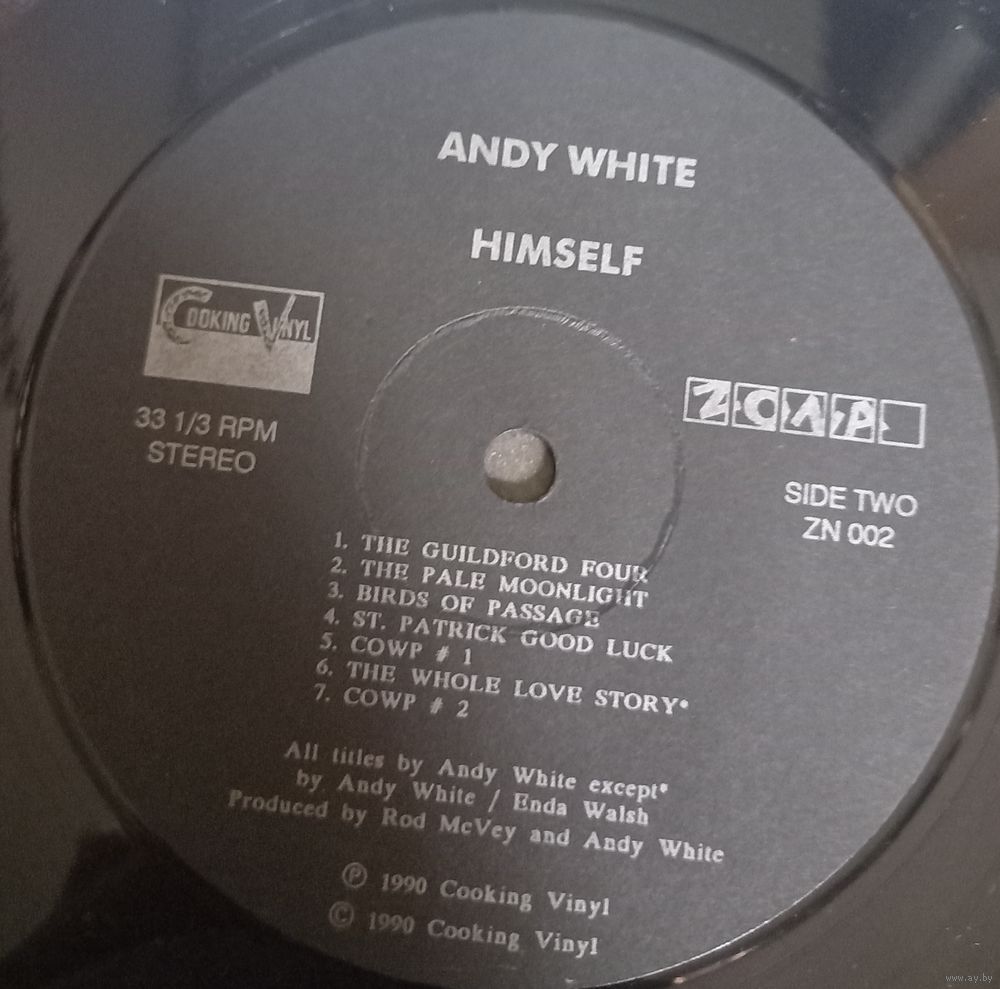 ANDY WHITE
HIMSELF
COOKING VINYL
33 1/3 RPM
STEREO
SIDE TWO
ZN 002
1. THE GUILDFORD FOUR
2. THE PALE MOONLIGHT
3. BIRDS OF PASSAGE
4. ST. PATRICK GOOD LUCK
5. COWP # 1
6. THE WHOLE LOVE STORY*
7. COWP # 2
All titles by Andy White except*
by Andy White / Enda Walsh
Produced by Rod McVey and Andy White
℗ 1990 Cooking Vinyl
© 1990 Cooking Vinyl
www.ay.by